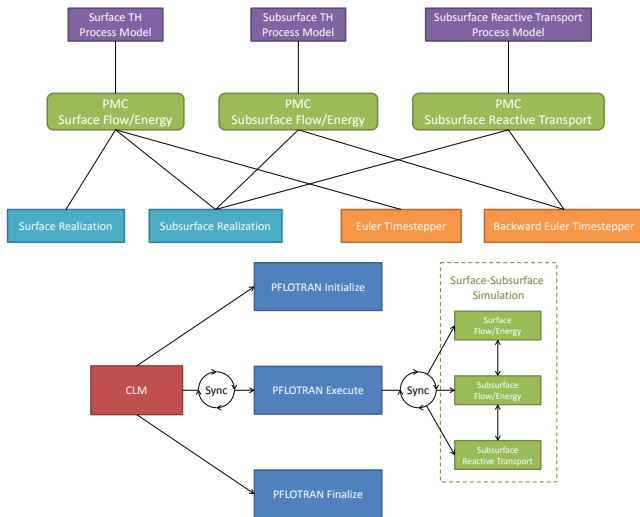 Surface TH
Process Model
Subsurface TH
Process Model
Subsurface Reactive Transport
Process Model
PMC
Surface Flow/Energy
PMC
Subsurface Flow/Energy
PMC
Subsurface Reactive Transport
Surface Realization
Subsurface Realization
Euler Timestepper
Backward Euler Timestepper
PFLOTRAN Initialize
Surface-Subsurface
Simulation
Surface
Flow/Energy
CLM
Sync
PFLOTRAN Execute
Sync
Subsurface
Flow/Energy
Subsurface
Reactive Transport
PFLOTRAN Finalize